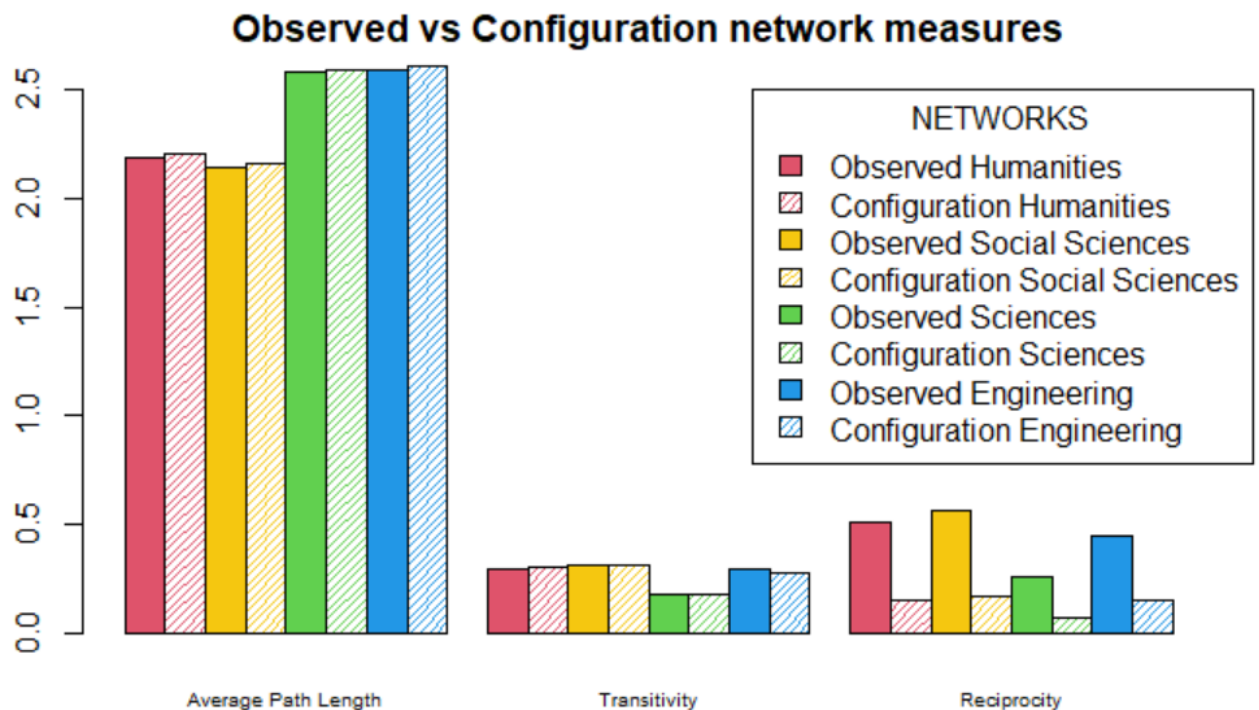 Observed vs Configuration network measures
2.5
2.0
1.5
1.0
0.5
0.0
NETWORKS
Observed Humanities
Configuration Humanities
Observed Social Sciences
Configuration Social Sciences
Observed Sciences
Configuration Sciences
Observed Engineering
Configuration Engineering
Average Path Length
Transitivity
Reciprocity